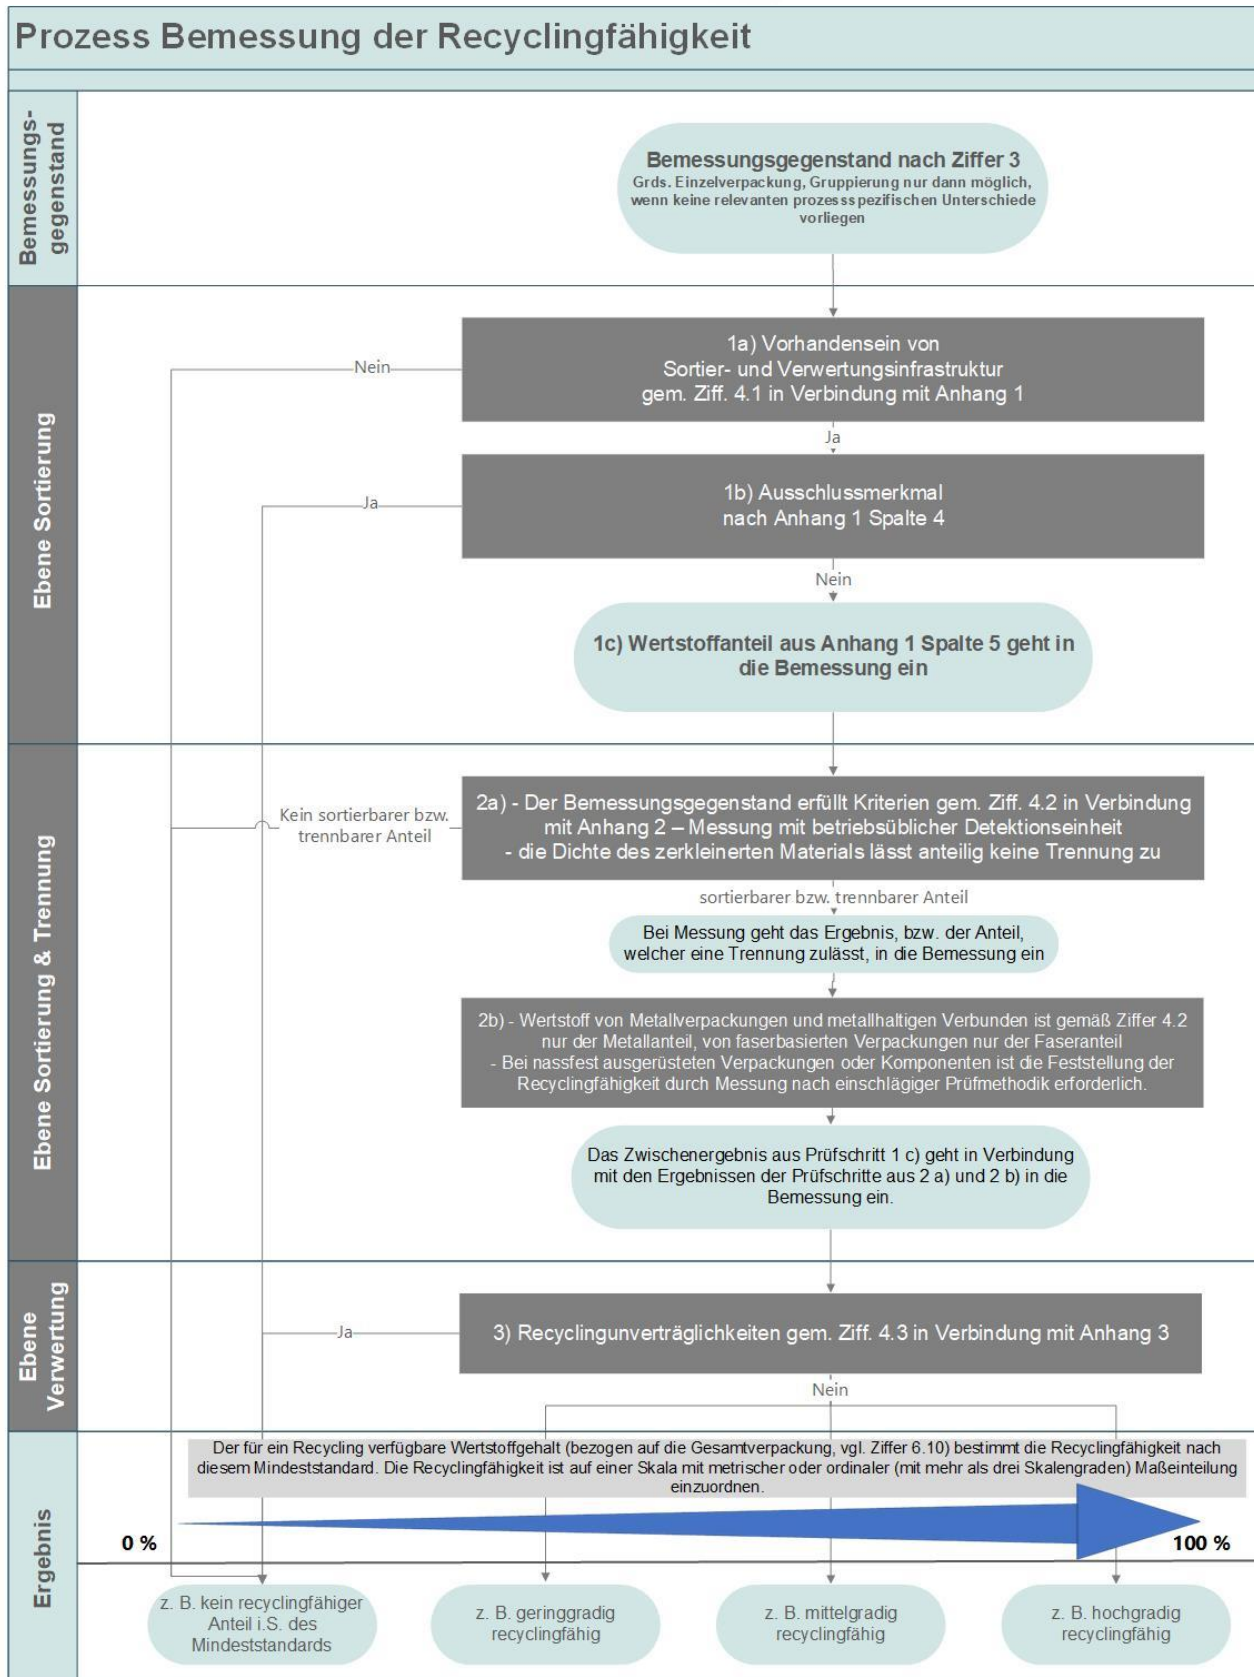 Prozess Bemessung der Recyclingfähigkeit
Bemessungs-
gegenstand
Bemessungsgegenstand nach Ziffer 3
Grds. Einzelverpackung, Gruppierung nur dann möglich,
wenn keine relevanten prozessspezifischen Unterschiede
vorliegen
Ebene Sortierung
1a) Vorhandensein von
Sortier- und Verwertungsinfrastruktur
gem. Ziff. 4.1 in Verbindung mit Anhang 1
Nein
Ja
1b) Ausschlussmerkmal
nach Anhang 1 Spalte 4
Ja
Nein
1c) Wertstoffanteil aus Anhang 1 Spalte 5 geht in
die Bemessung ein
Ebene Sortierung & Trennung
2a) - Der Bemessungsgegenstand erfüllt Kriterien gem. Ziff. 4.2 in Verbindung
mit Anhang 2 – Messung mit betriebsüblicher Detektionseinheit
- die Dichte des zerkleinerten Materials lässt anteilig keine Trennung zu
Kein sortierbarer bzw.
trennbarer Anteil
sortierbarer bzw. trennbarer Anteil
Bei Messung geht das Ergebnis, bzw. der Anteil,
welcher eine Trennung zulässt, in die Bemessung ein
2b) - Wertstoff von Metallverpackungen und metallhaltigen Verbunden ist gemäß Ziffer 4.2
nur der Metallanteil, von faserbasierten Verpackungen nur der Faseranteil
- Bei nassfest ausgerüsteten Verpackungen oder Komponenten ist die Feststellung der
Recyclingfähigkeit durch Messung nach einschlägiger Prüfmethodik erforderlich.
Das Zwischenergebnis aus Prüfschritt 1 c) geht in Verbindung
mit den Ergebnissen der Prüfschritte aus 2 a) und 2 b) in die
Bemessung ein.
Ebene
Verwertung
3) Recyclingunverträglichkeiten gem. Ziff. 4.3 in Verbindung mit Anhang 3
Ja
Nein
Ergebnis
Der für ein Recycling verfügbare Wertstoffgehalt (bezogen auf die Gesamtverpackung, vgl. Ziffer 6.10) bestimmt die Recyclingfähigkeit nach
diesem Mindeststandard. Die Recyclingfähigkeit ist auf einer Skala mit metrischer oder ordinaler (mit mehr als drei Skalengraden) Maßeinteilung
einzuordnen.
0 %
100 %
z. B. kein recyclingfähiger
Anteil i.S. des
Mindeststandards
z. B. geringgradig
recyclingfähig
z. B. mittelgradig
recyclingfähig
z. B. hochgradig
recyclingfähig